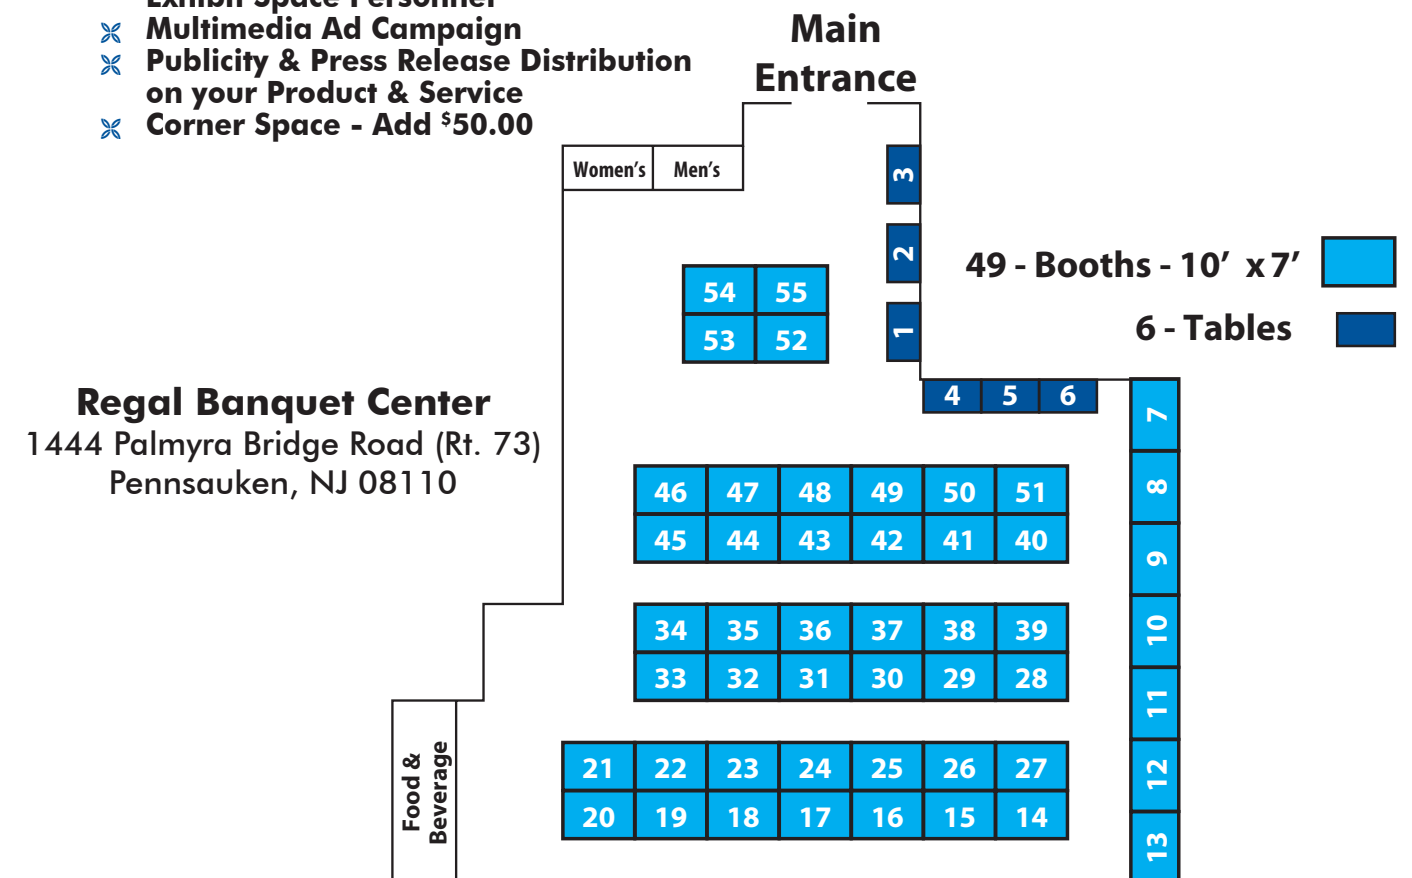 Exhibit Space Personnel
Multimedia Ad Campaign
Publicity & Press Release Distribution
on your Product & Service
Corner Space - Add $50.00
Main
Entrance
Women's Men's
3
2
1
49 - Booths - 10' x 7'
6 - Tables
54 55
53 52
Regal Banquet Center
1444 Palmyra Bridge Road (Rt. 73)
Pennsauken, NJ 08110
4 5 6
7
8
9
10
11
12
13
46 47 48 49 50 51
45 44 43 42 41 40
34 35 36 37 38 39
33 32 31 30 29 28
21 22 23 24 25 26 27
20 19 18 17 16 15 14
Food &
Beverage